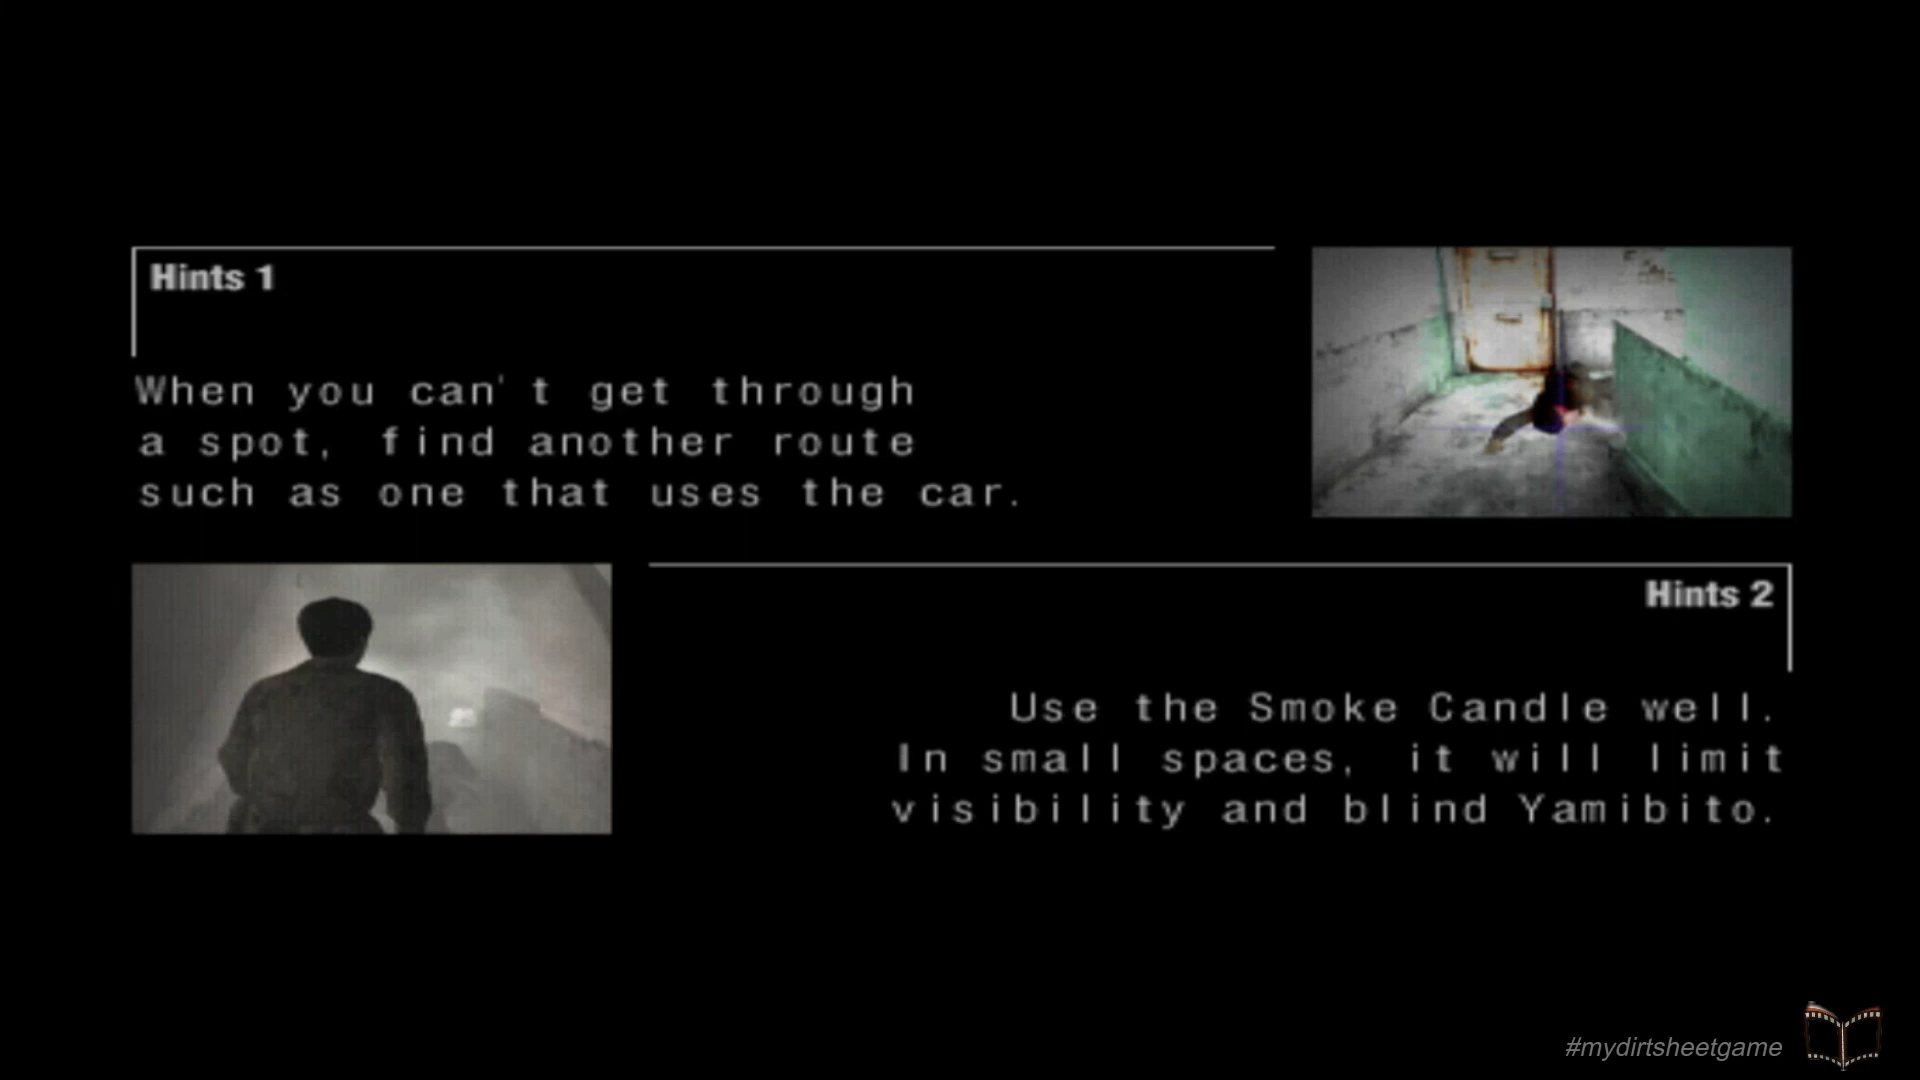 Hints 1
When you can't get through
a spot, find another route
such as one that uses the car.
Hints 2
Use the Smoke Candle well.
In small spaces, it will limit
visibility and blind Yamibito.
#mydirtsheetgame